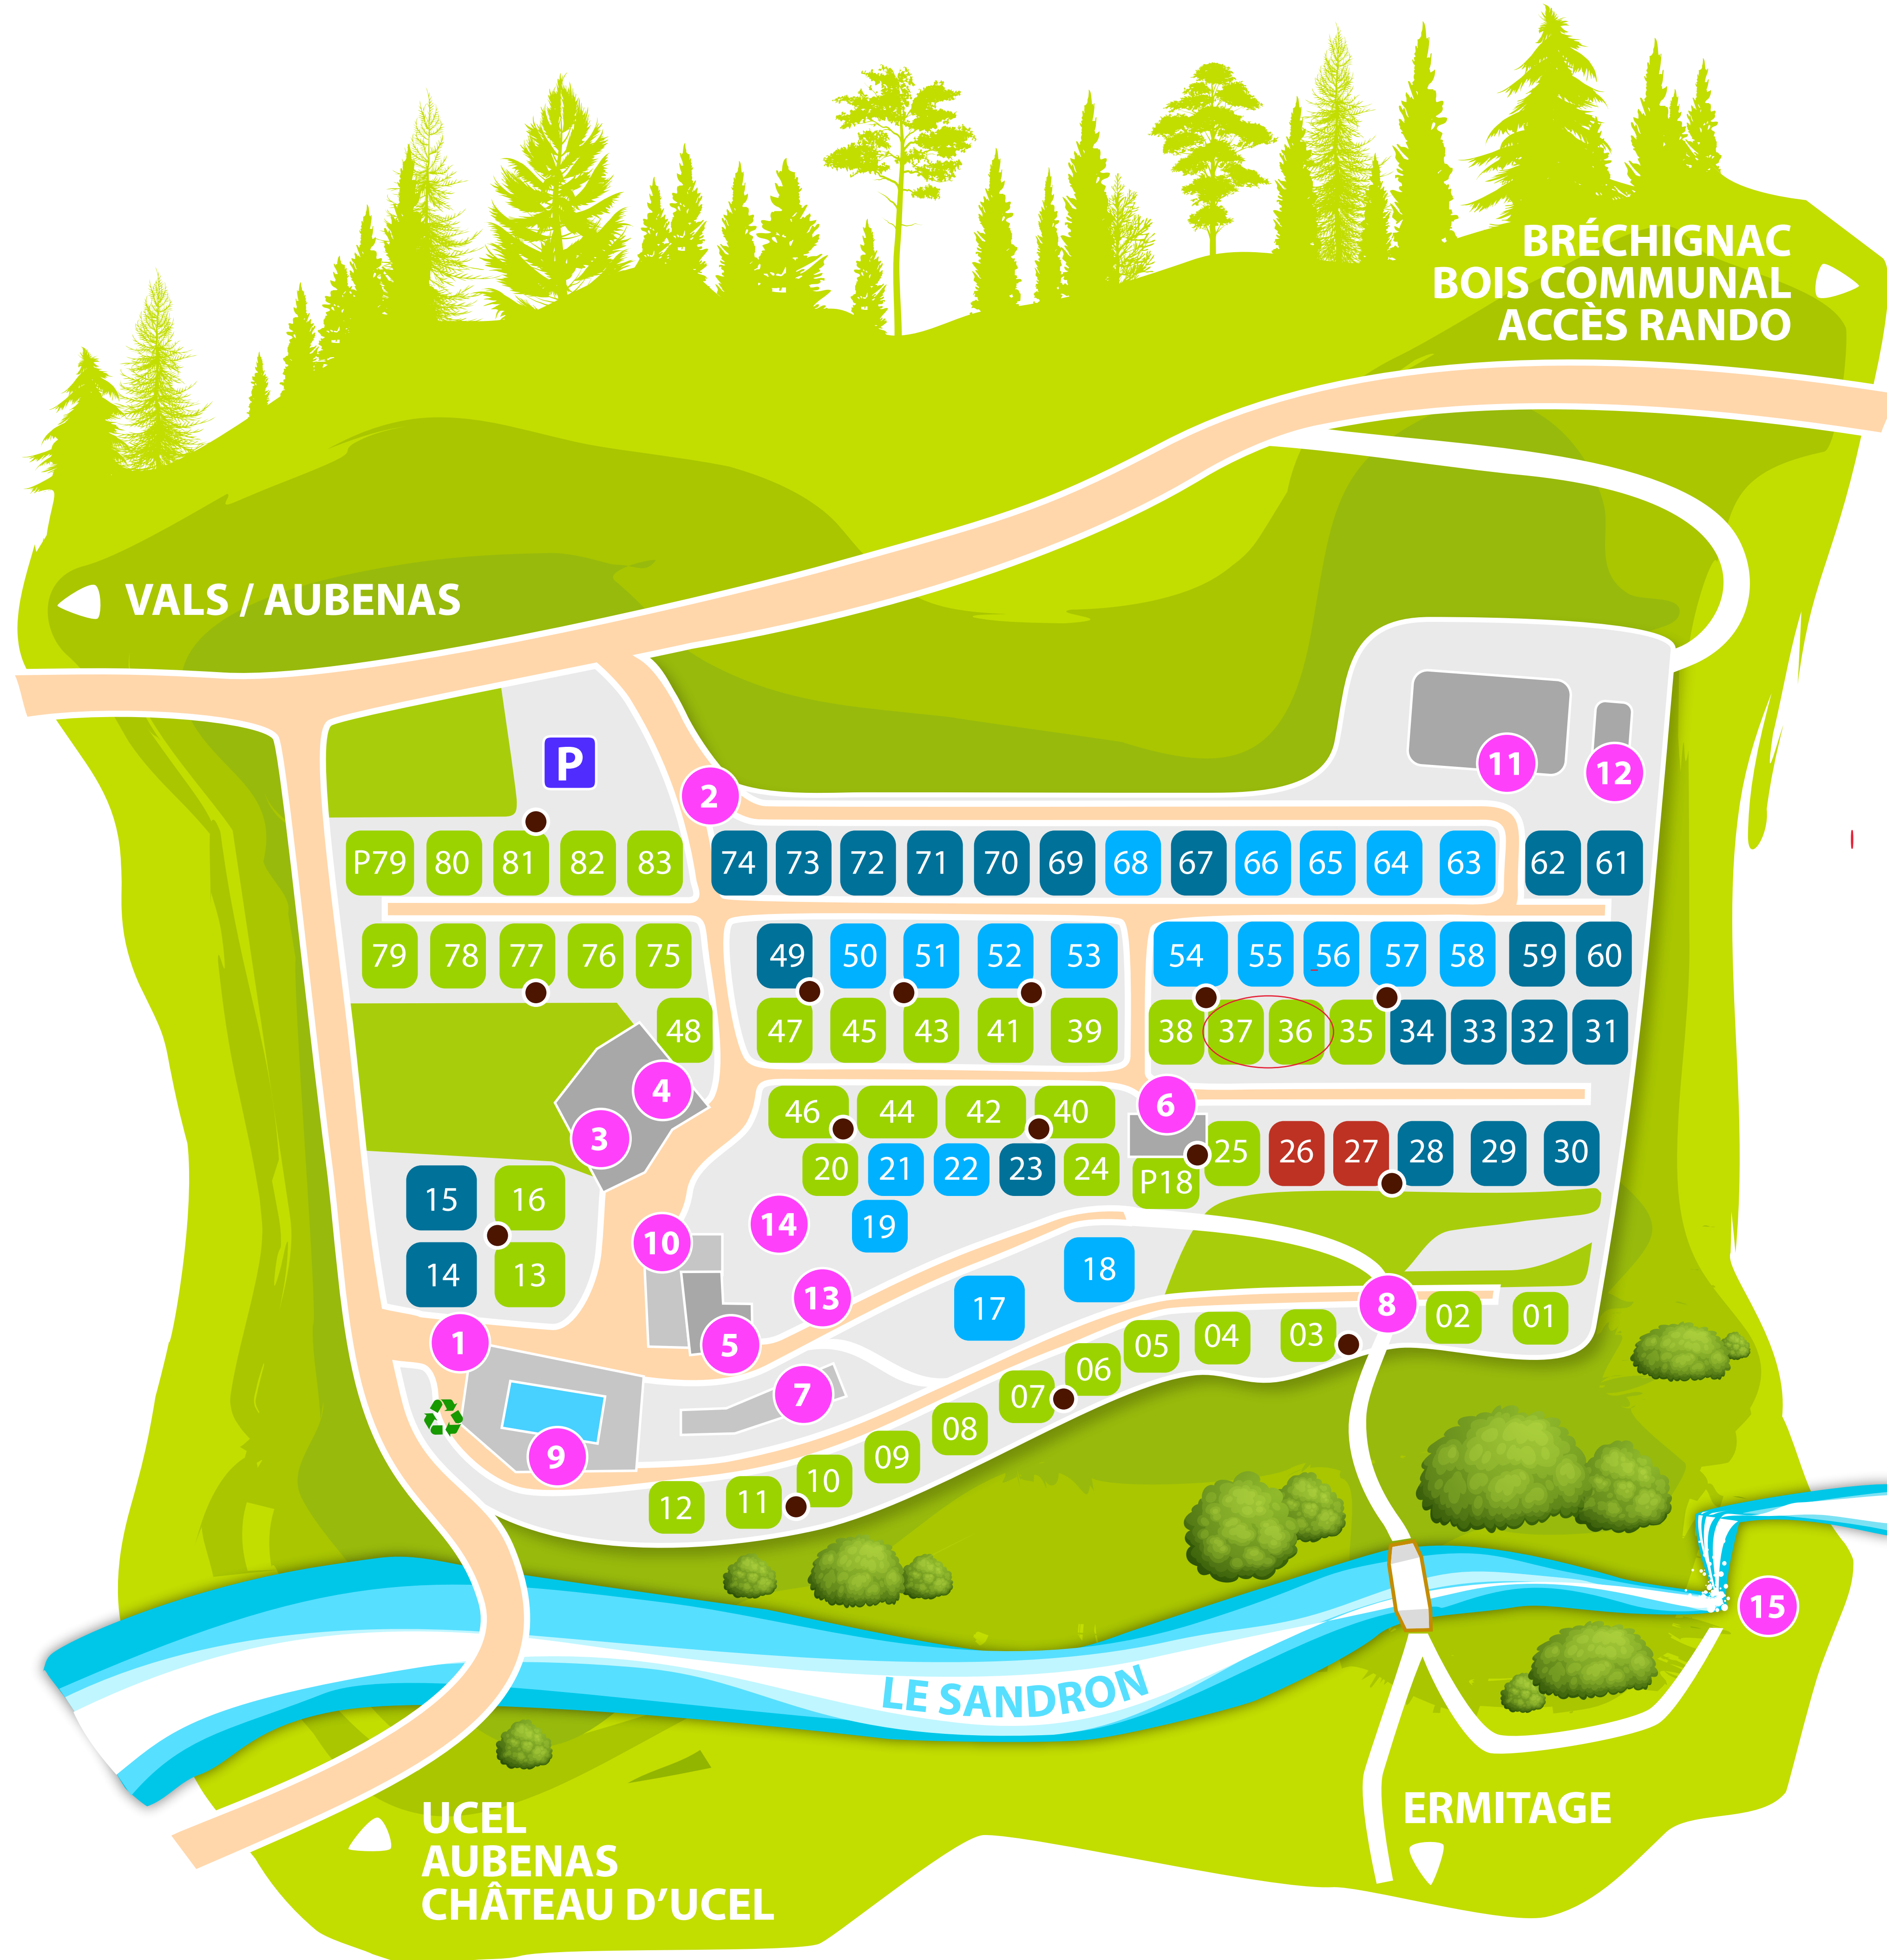 BRÉCHIGNAC
BOIS COMMUNAL
ACCÈS RANDO
VALS / AUBENAS
P
11
12
2
P79 80 81 82 83 74 73 72 71 70 69 68 67 66 65 64 63 62 61
79 78 77 76 75 49 50 51 52 53 54 55 56 57 58 59 60
48 47 45 43 41 39 38 37 36 35 34 33 32 31
4
3
46 44 42 40 6
25 26 27 28 29 30
20 21 22 23 24 P18
15 16
10 14 19
14 13
18
13 17
1 5
8 02 01
03
04
05
06
7 07
08
9 09
10
11
12
15
LE SANDRON
ERMITAGE
UCEL
AUBENAS
CHÂTEAU D’UCEL